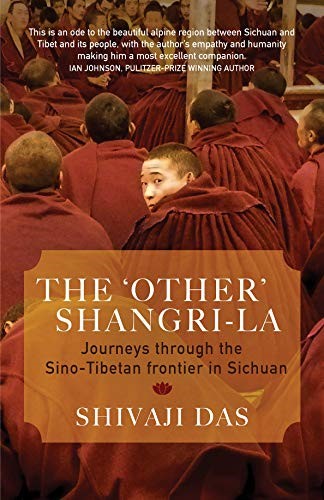 This is an ode to the beautiful alpine region between Sichuan and
Tibet and its people, with the author's empathy and humanity
making him a most excellent companion.
IAN JOHNSON, PULITZER-PRIZE WINNING AUTHOR
THE 'OTHER'
SHANGRI-LA
Journeys through the
Sino-Tibetan frontier in Sichuan
SHIVAJI DAS